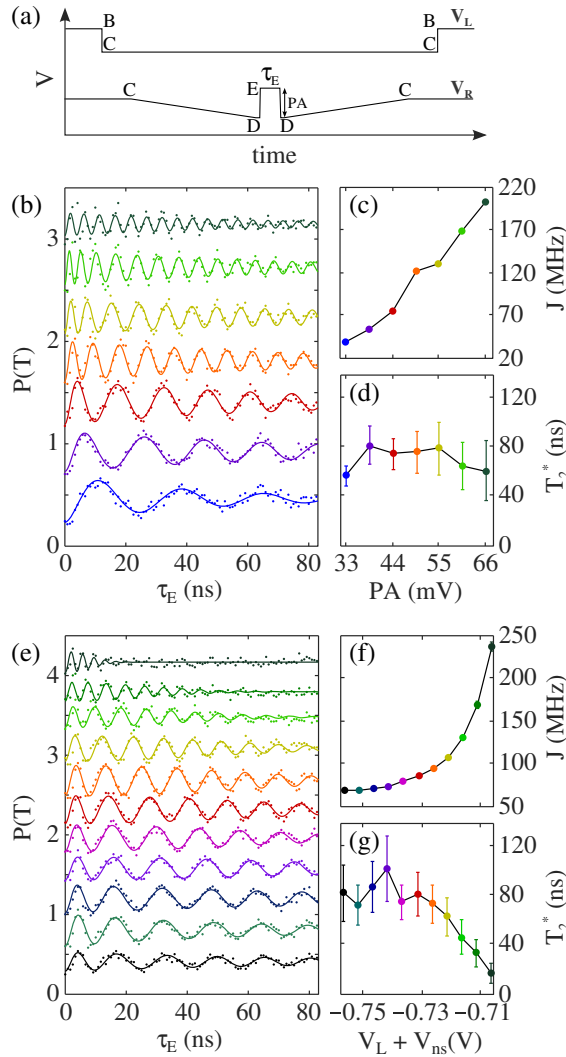 (a)
B
B
V_L
C
C
V
τ_E
C
E
PA
C
V_R
D
D
time
(b)
3
2
1
0
P(T)
0 20 40 60 80
τ_E (ns)
(c)
220
170
120
70
20
J (MHz)
(d)
120
80
40
0
T_2^* (ns)
33 44 55 66
PA (mV)
(e)
4
3
2
1
0
P(T)
0 20 40 60 80
τ_E (ns)
(f)
250
200
150
100
50
J (MHz)
(g)
120
80
40
0
T_2^* (ns)
−0.75 −0.73 −0.71
V_L + V_ns(V)